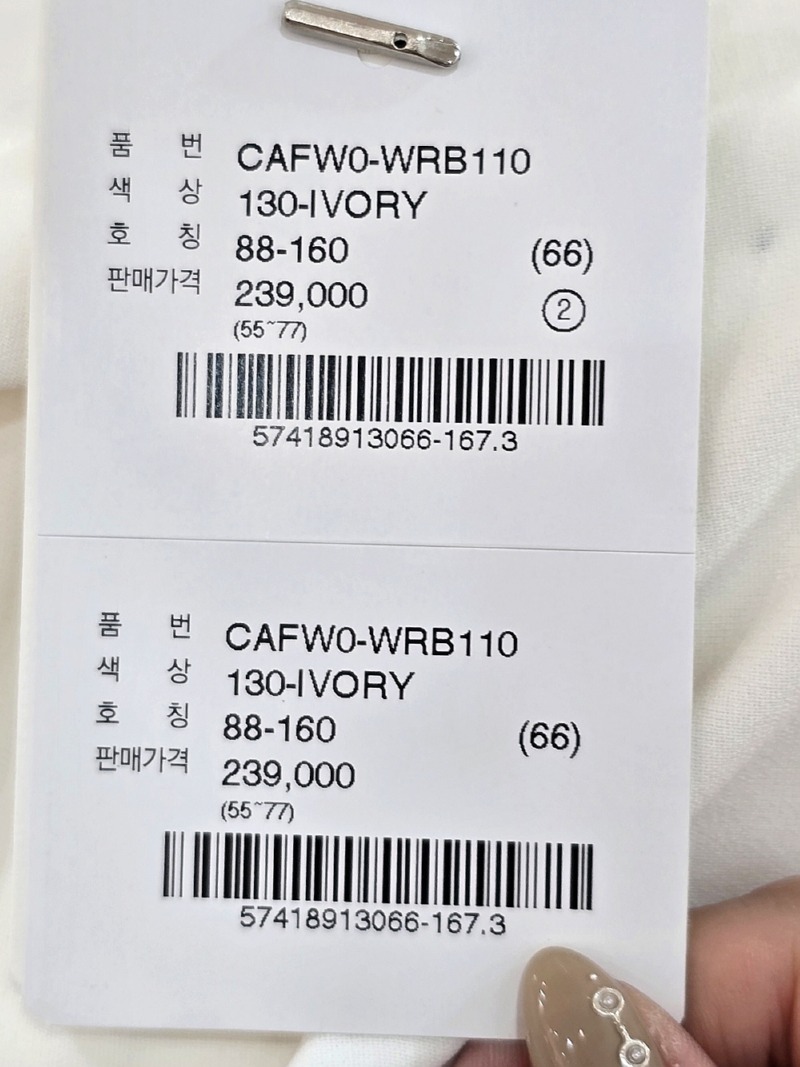 품 번 CAFW0-WRB110
색 상 130-IVORY
호 칭 88-160 (66)
판매가격 239,000 ②
(55~77)
57418913066-167.3
품 번 CAFW0-WRB110
색 상 130-IVORY
호 칭 88-160 (66)
판매가격 239,000
(55~77)
57418913066-167.3